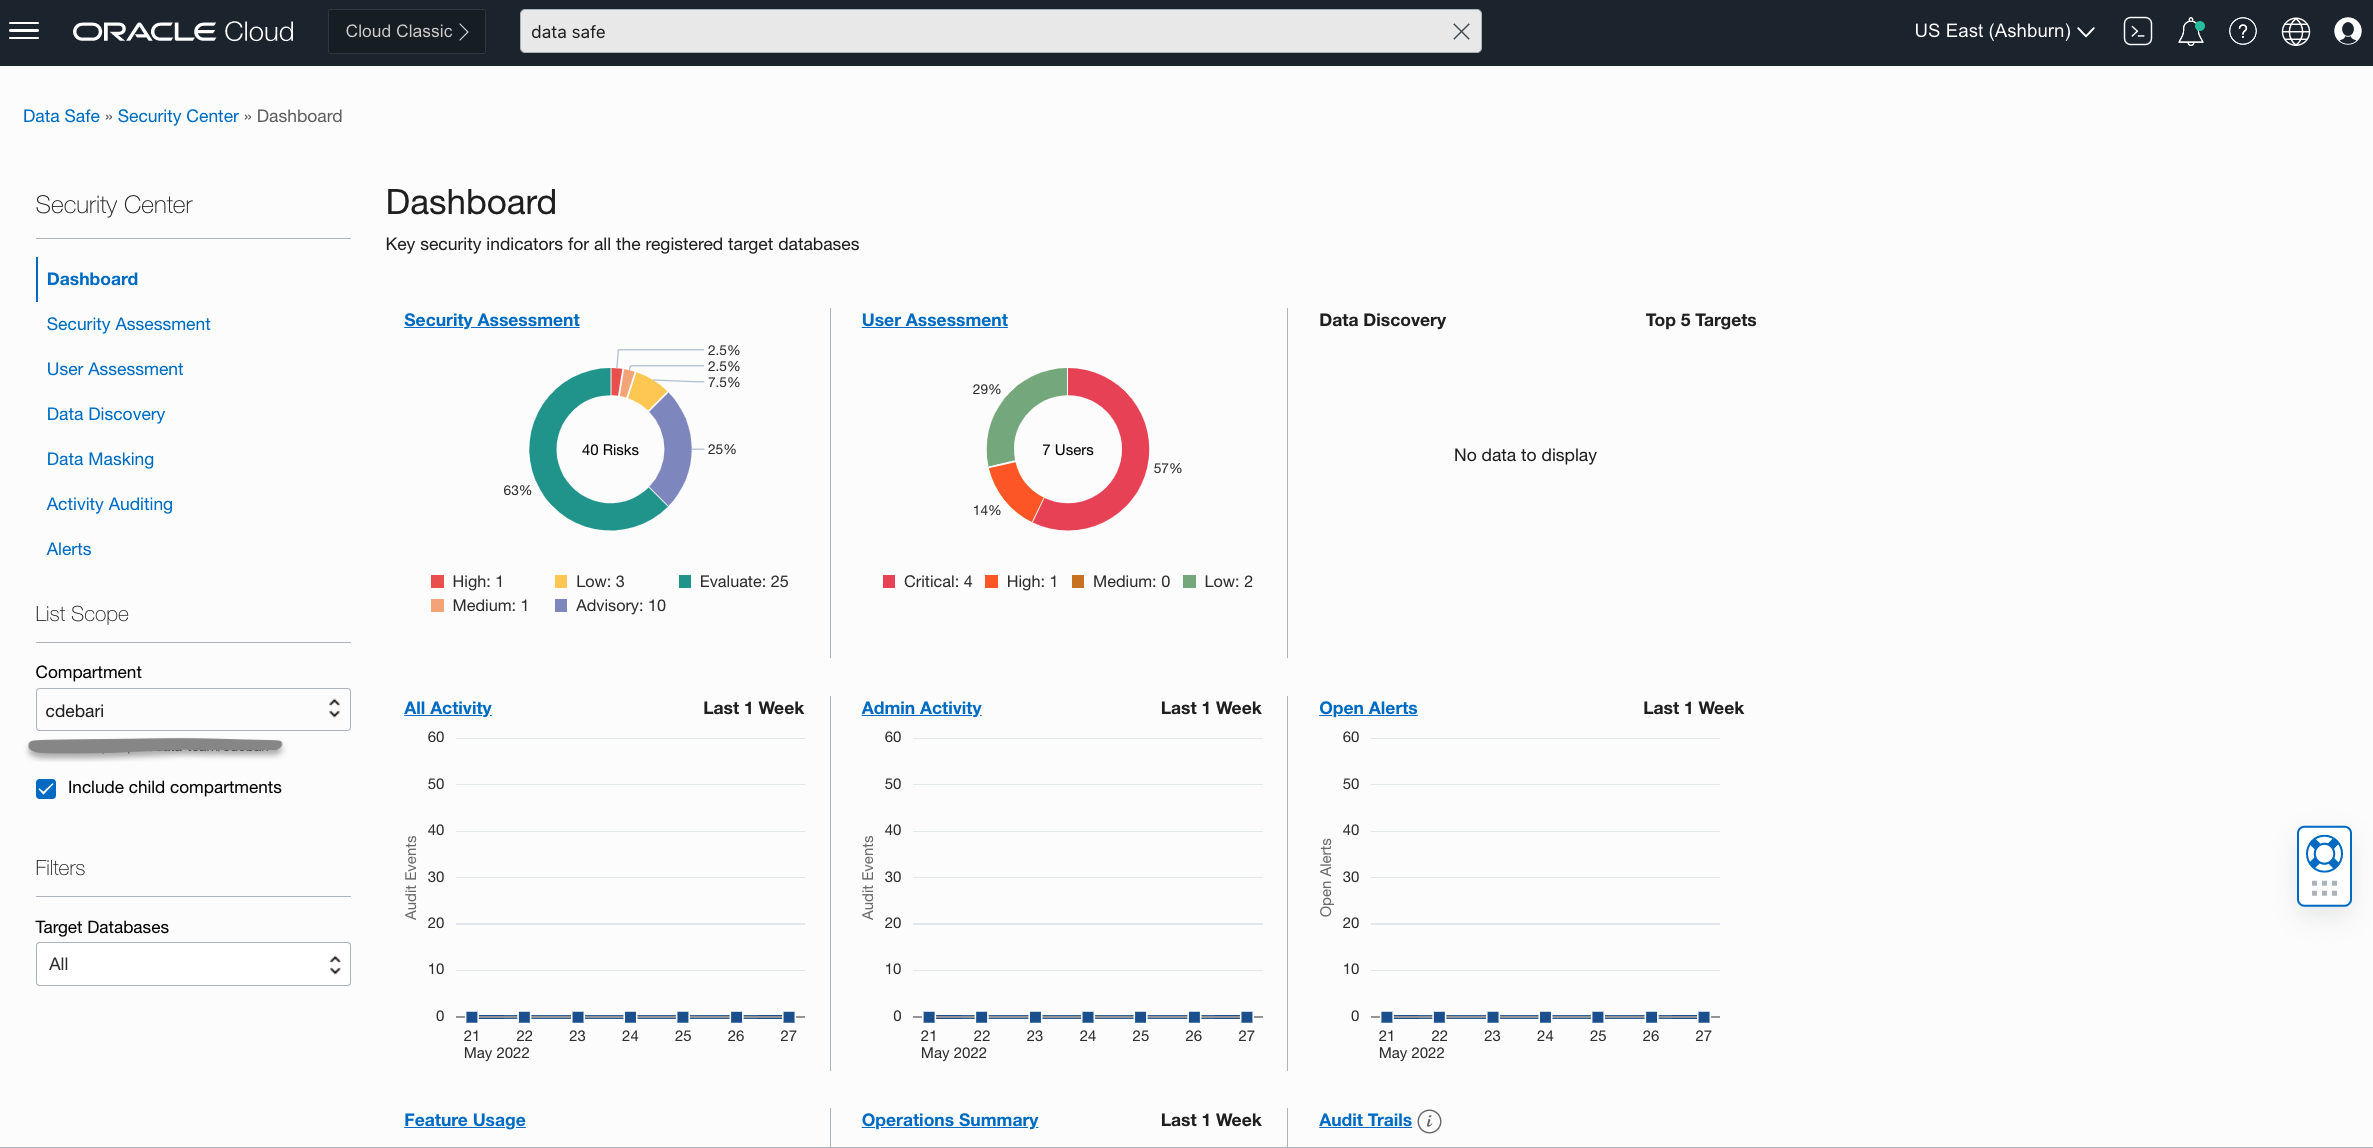 ORACLE Cloud
Cloud Classic
data safe
US East (Ashburn)
Data Safe » Security Center » Dashboard
Security Center
Dashboard
Security Assessment
User Assessment
Data Discovery
Data Masking
Activity Auditing
Alerts
List Scope
Compartment
cdebari
Include child compartments
Filters
Target Databases
All
Dashboard
Key security indicators for all the registered target databases
Security Assessment
2.5%
2.5%
7.5%
25%
63%
40 Risks
High: 1
Low: 3
Evaluate: 25
Medium: 1
Advisory: 10
User Assessment
29%
57%
14%
7 Users
Critical: 4
High: 1
Medium: 0
Low: 2
Data Discovery
Top 5 Targets
No data to display
All Activity
Last 1 Week
Audit Events
60
50
40
30
20
10
0
21 22 23 24 25 26 27
May 2022
Admin Activity
Last 1 Week
Audit Events
60
50
40
30
20
10
0
21 22 23 24 25 26 27
May 2022
Open Alerts
Last 1 Week
Open Alerts
60
50
40
30
20
10
0
21 22 23 24 25 26 27
May 2022
Feature Usage
Operations Summary
Last 1 Week
Audit Trails